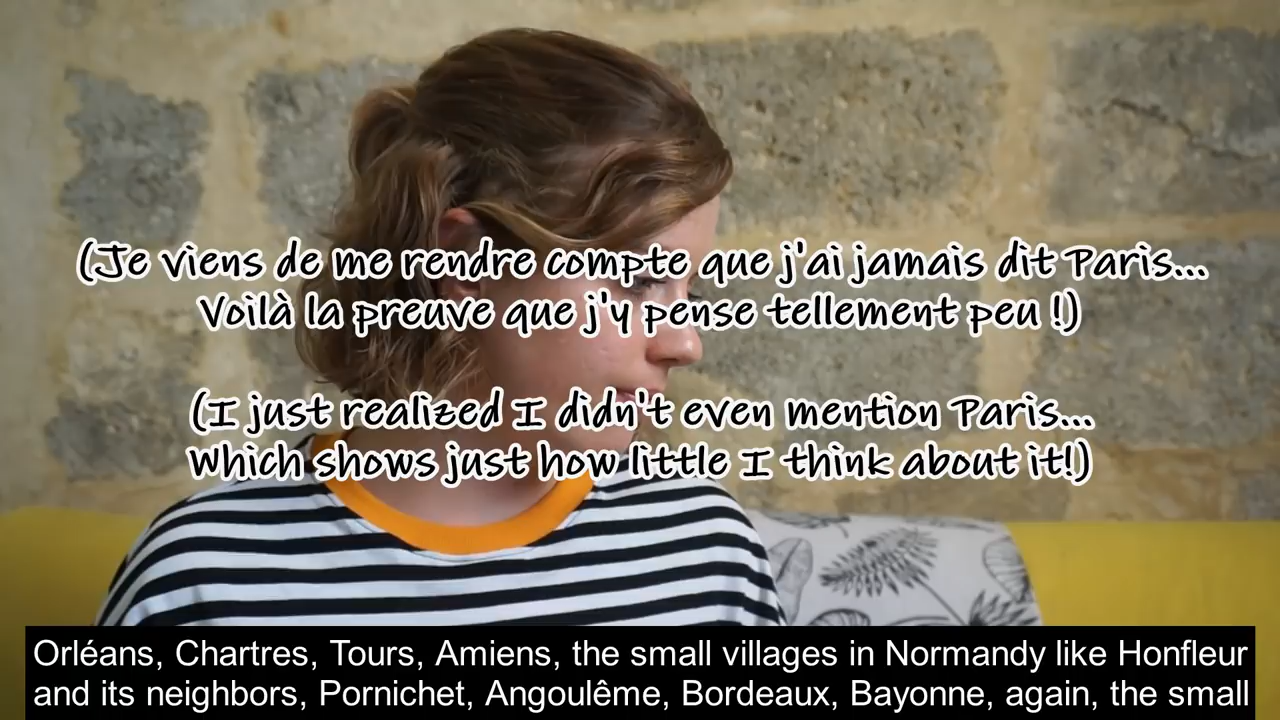 (Je viens de me rendre compte que j'ai jamais dit Paris...
Voilà la preuve que j'y pense tellement peu !)
(I just realized I didn't even mention Paris...
Which shows just how little I think about it!)
Orléans, Chartres, Tours, Amiens, the small villages in Normandy like Honfleur
and its neighbors, Pornichet, Angoulême, Bordeaux, Bayonne, again, the small